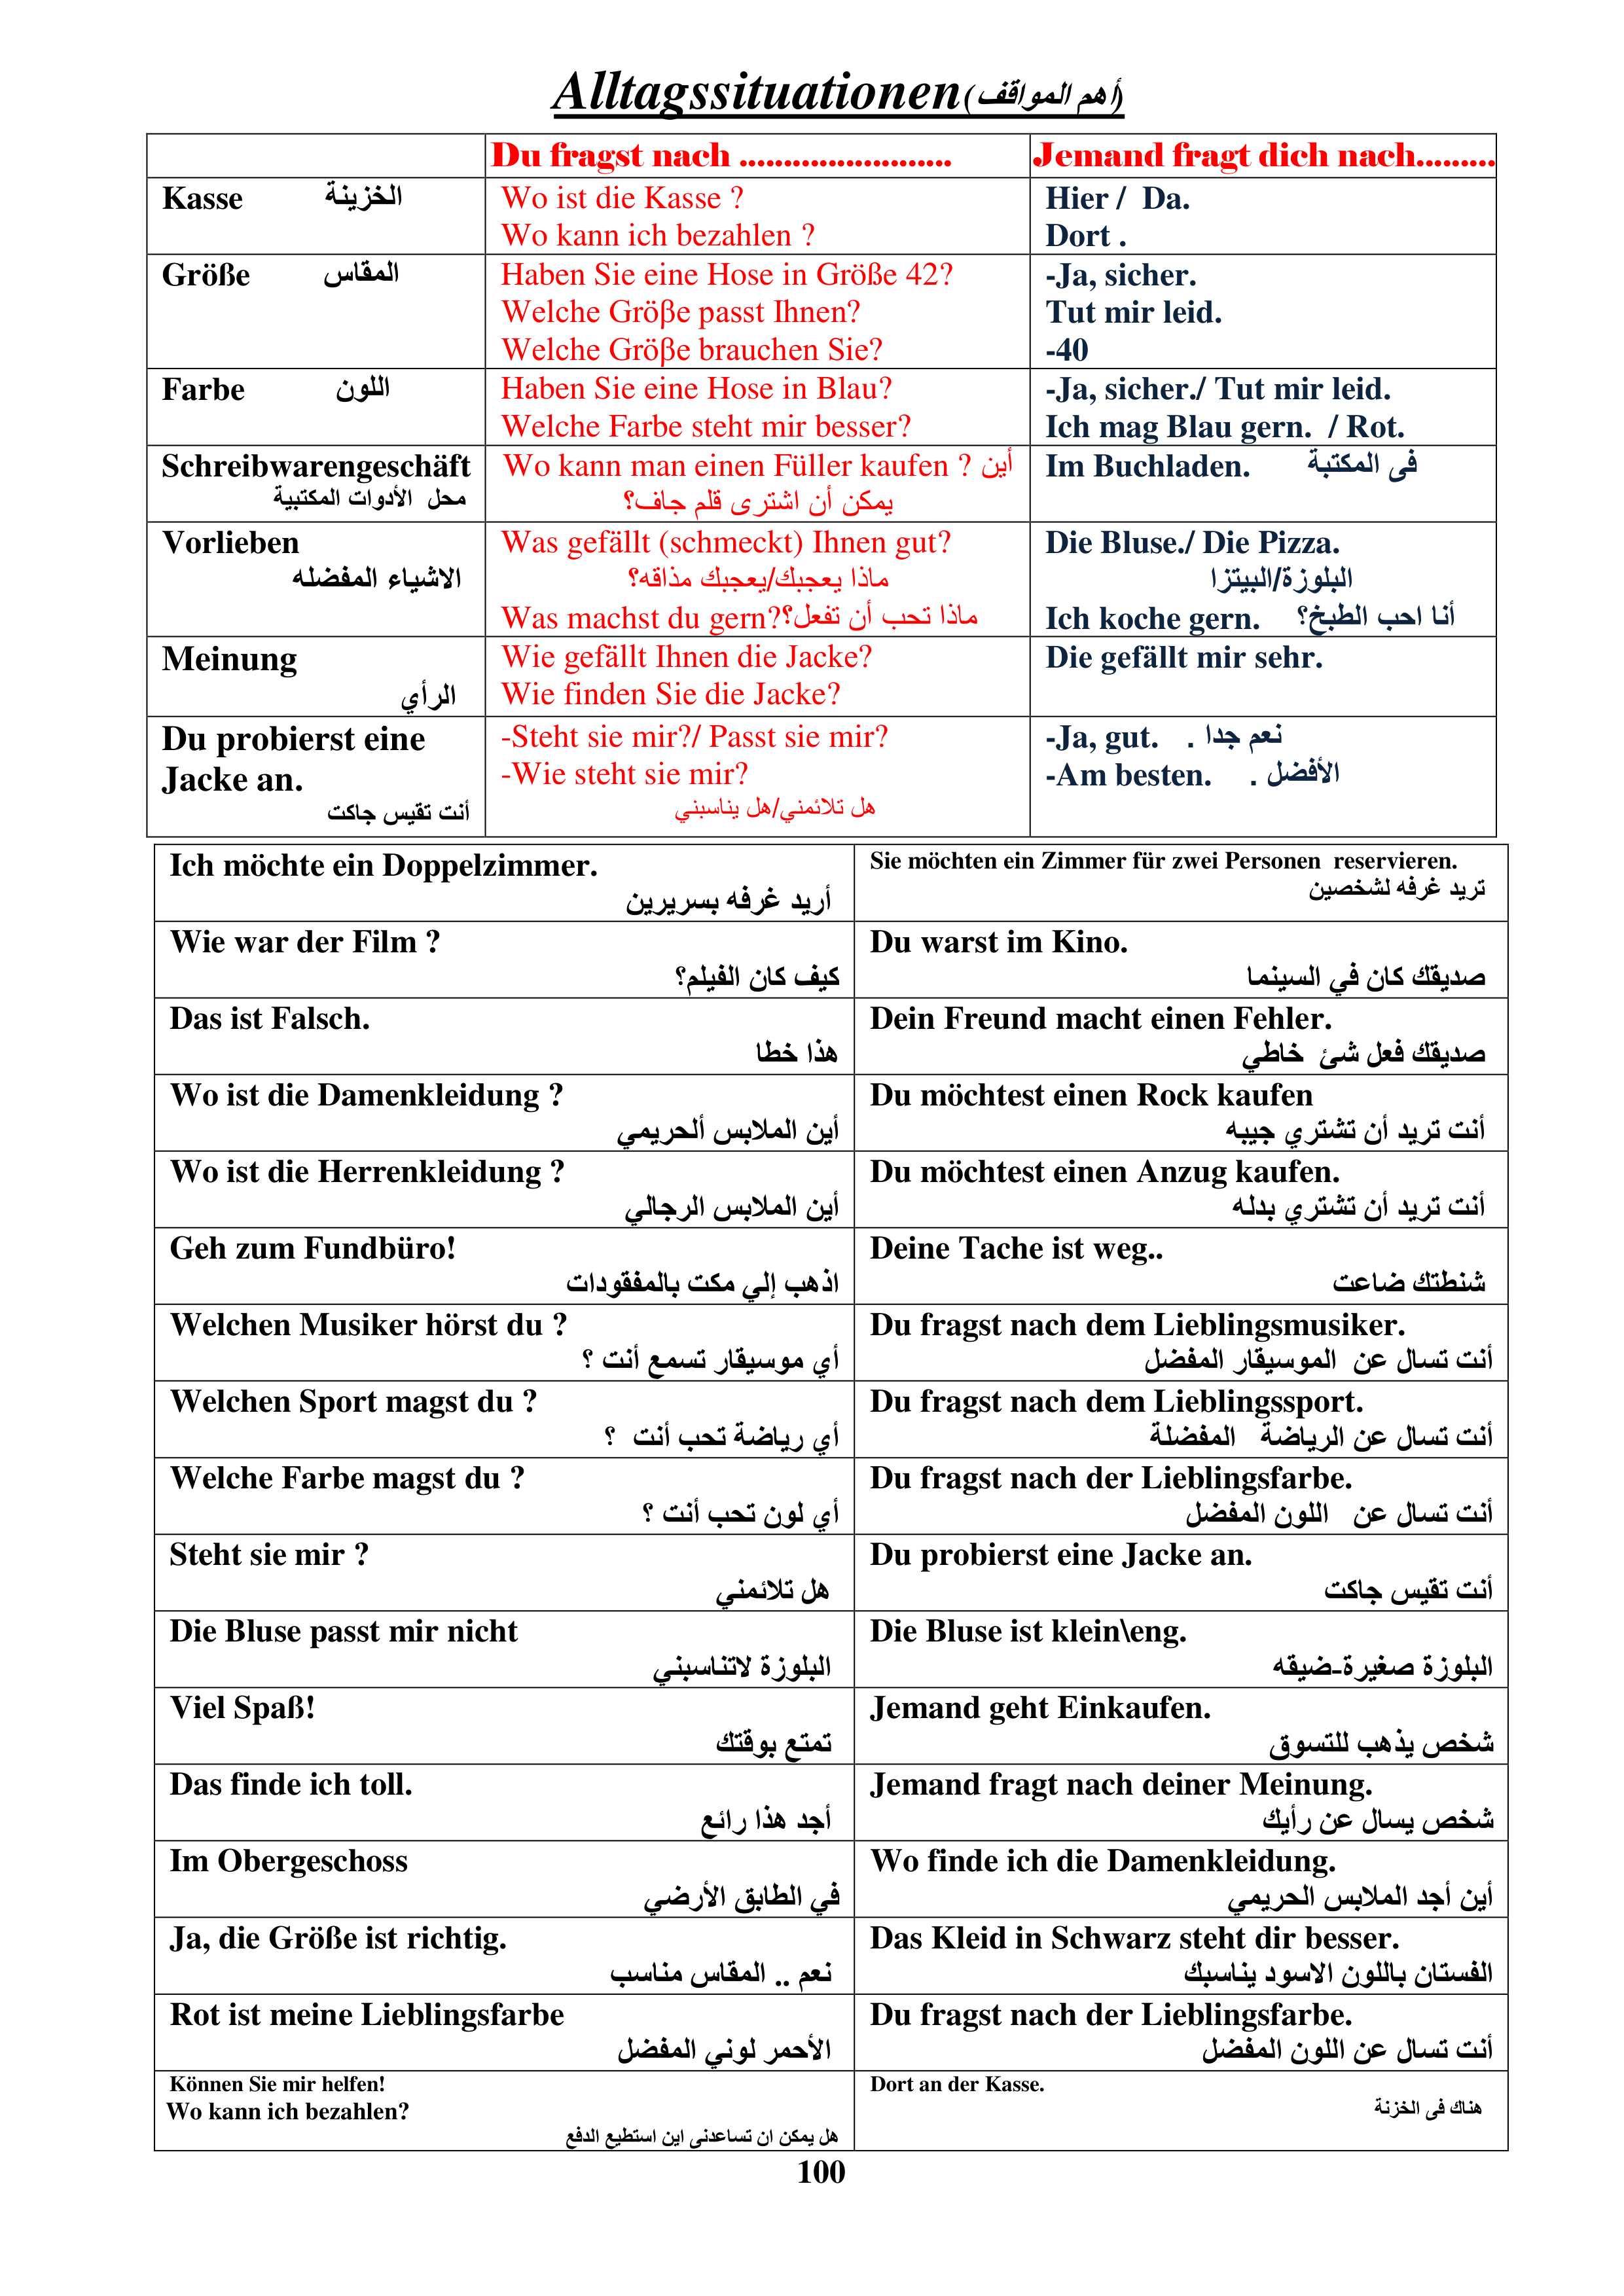 Alltagssituationen(أهم المواقف)
Du fragst nach ........................ Jemand fragt dich nach.........
Kasse الخزينة Wo ist die Kasse ? Hier / Da.
Wo kann ich bezahlen ? Dort .
Größe المقاس Haben Sie eine Hose in Größe 42? -Ja, sicher.
Welche Gröβe passt Ihnen? Tut mir leid.
Welche Gröβe brauchen Sie? -40
Farbe اللون Haben Sie eine Hose in Blau? -Ja, sicher./ Tut mir leid.
Welche Farbe steht mir besser? Ich mag Blau gern. / Rot.
Schreibwarengeschäft Wo kann man einen Füller kaufen ? أين Im Buchladen. فى المكتبة
محل الأدوات المكتبية يمكن أن اشترى قلم جاف؟
Vorlieben Was gefällt (schmeckt) Ihnen gut? Die Bluse./ Die Pizza.
الاشياء المفضله ماذا يعجبك/يعجبك مذاقه؟ البلوزة/البيتزا
Was machst du gern?ماذا تحب أن تفعل؟ Ich koche gern. أنا احب الطبخ؟
Meinung Wie gefällt Ihnen die Jacke? Die gefällt mir sehr.
الرأي Wie finden Sie die Jacke?
Du probierst eine -Steht sie mir?/ Passt sie mir? -Ja, gut. نعم جدا .
Jacke an. -Wie steht sie mir? -Am besten. الأفضل .
أنت تقيس جاكت هل تلائمني/هل يناسبني
Ich möchte ein Doppelzimmer. Sie möchten ein Zimmer für zwei Personen reservieren.
أريد غرفه بسريرين تريد غرفه لشخصين
Wie war der Film ? Du warst im Kino.
كيف كان الفيلم؟ صديقك كان في السينما
Das ist Falsch. Dein Freund macht einen Fehler.
هذا خطا صديقك فعل شئ خاطي
Wo ist die Damenkleidung ? Du möchtest einen Rock kaufen
أين الملابس ألحريمي أنت تريد أن تشتري جيبه
Wo ist die Herrenkleidung ? Du möchtest einen Anzug kaufen.
أين الملابس الرجالي أنت تريد أن تشتري بدله
Geh zum Fundbüro! Deine Tache ist weg..
اذهب إلي مكت بالمفقودات شنطتك ضاعت
Welchen Musiker hörst du ? Du fragst nach dem Lieblingsmusiker.
أي موسيقار تسمع أنت ؟ أنت تسال عن الموسيقار المفضل
Welchen Sport magst du ? Du fragst nach dem Lieblingssport.
أي رياضة تحب أنت ؟ أنت تسال عن الرياضة المفضلة
Welche Farbe magst du ? Du fragst nach der Lieblingsfarbe.
أي لون تحب أنت ؟ أنت تسال عن اللون المفضل
Steht sie mir ? Du probierst eine Jacke an.
هل تلائمني أنت تقيس جاكت
Die Bluse passt mir nicht Die Bluse ist klein\eng.
البلوزة لاتناسبني البلوزة صغيرة-ضيقه
Viel Spaß! Jemand geht Einkaufen.
تمتع بوقتك شخص يذهب للتسوق
Das finde ich toll. Jemand fragt nach deiner Meinung.
أجد هذا رائع شخص يسال عن رأيك
Im Obergeschoss Wo finde ich die Damenkleidung.
في الطابق الأرضي أين أجد الملابس الحريمي
Ja, die Größe ist richtig. Das Kleid in Schwarz steht dir besser.
نعم .. المقاس مناسب الفستان باللون الاسود يناسبك
Rot ist meine Lieblingsfarbe Du fragst nach der Lieblingsfarbe.
الأحمر لوني المفضل أنت تسال عن اللون المفضل
Können Sie mir helfen! Dort an der Kasse.
Wo kann ich bezahlen? هناك فى الخزنة
هل يمكن ان تساعدنى اين استطيع الدفع
100